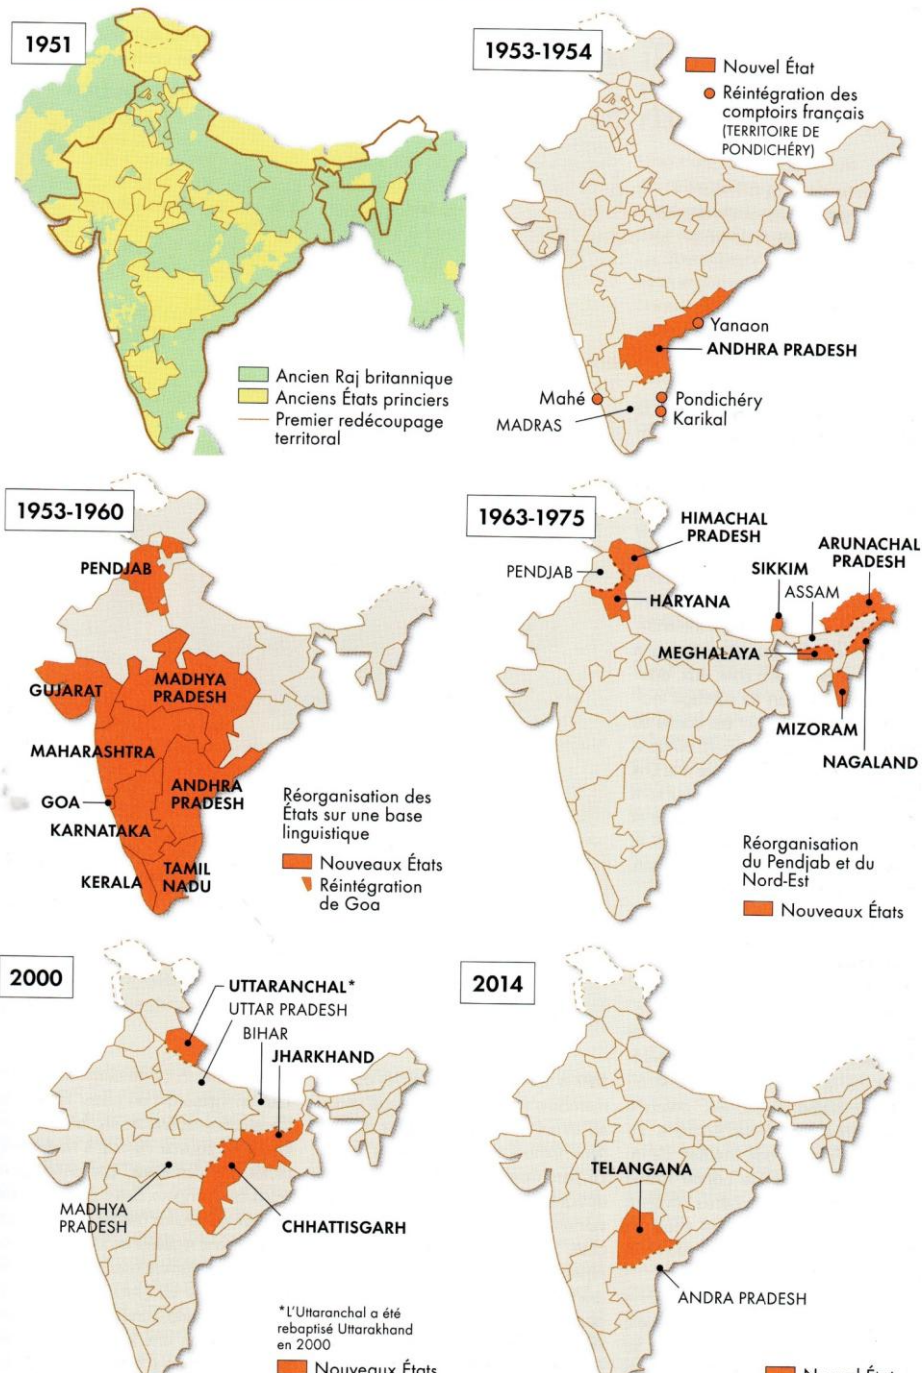 1951
Ancien Raj britannique
Anciens États princiers
Premier redécoupage
territoral
1953-1954
Nouvel État
Réintégration des
comptoirs français
(TERRITOIRE DE
PONDICHÉRY)
Yanaon
ANDHRA PRADESH
Mahé
Pondichéry
MADRAS
Karikal
1953-1960
PENDJAB
GUJARAT
MADHYA
PRADESH
MAHARASHTRA
ANDHRA
PRADESH
GOA
KARNATAKA
KERALA
TAMIL
NADU
Réorganisation des
États sur une base
linguistique
Nouveaux États
Réintégration
de Goa
1963-1975
HIMACHAL
PRADESH
ARUNACHAL
PRADESH
PENDJAB
SIKKIM
ASSAM
HARYANA
MEGHALAYA
MIZORAM
NAGALAND
Réorganisation
du Pendjab et du
Nord-Est
Nouveaux États
2000
UTTARANCHAL*
UTTAR PRADESH
BIHAR
JHARKHAND
MADHYA
PRADESH
CHHATTISGARH
*L'Uttaranchal a été
rebaptisé Uttarakhand
en 2000
Nouveaux États
2014
TELANGANA
ANDRA PRADESH
Nouvel État